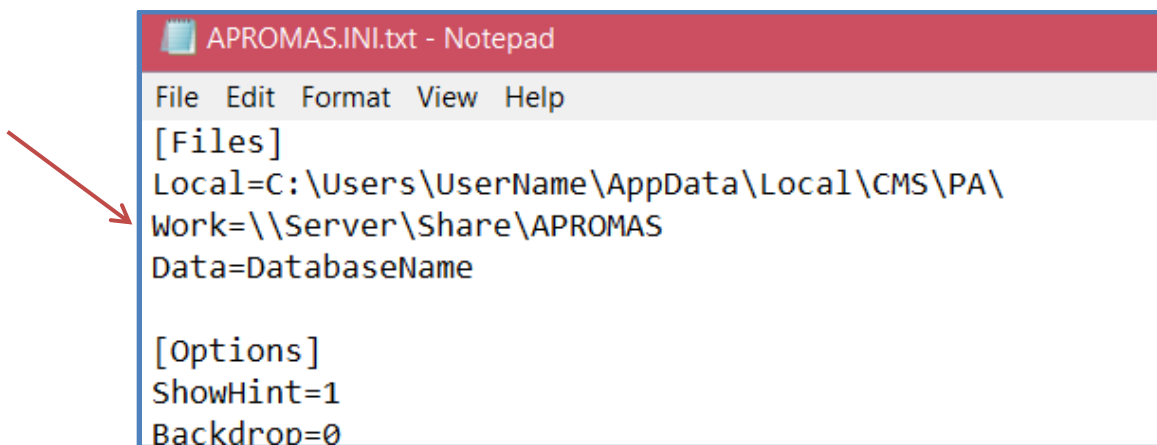 APROMAS.INI.txt - Notepad
File Edit Format View Help
[Files]
Local=C:\Users\UserName\AppData\Local\CMS\PA\
Work=\\Server\Share\APROMAS
Data=DatabaseName
[Options]
ShowHint=1
Backdrop=0